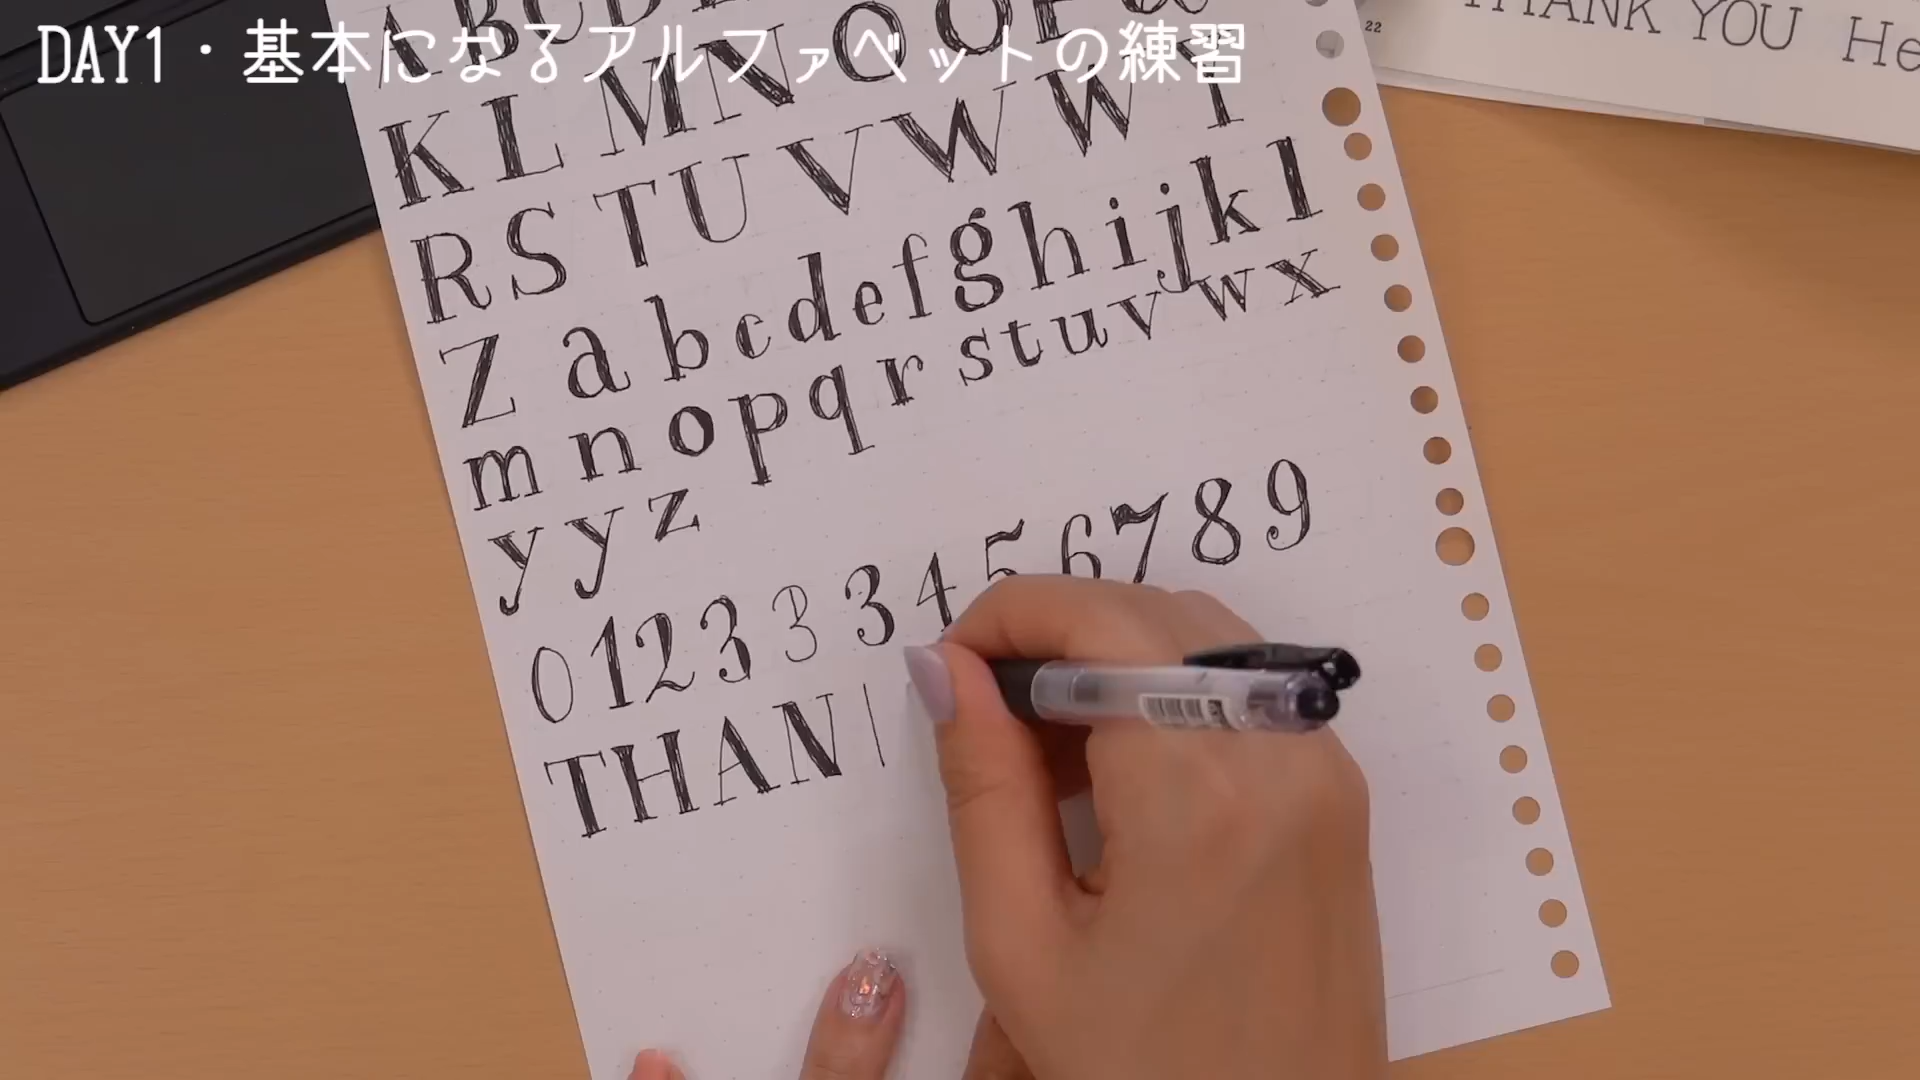 DAY1・基本になるアルファベットの練習
THANK YOU He
22
A B C D
K L M N O
R S T U V W W Y
Z a b c d e f g h i j k l
m n o p q r s t u v w x
y y z
0 1 2 3 3 3 4 5 6 7 8 9
THAN